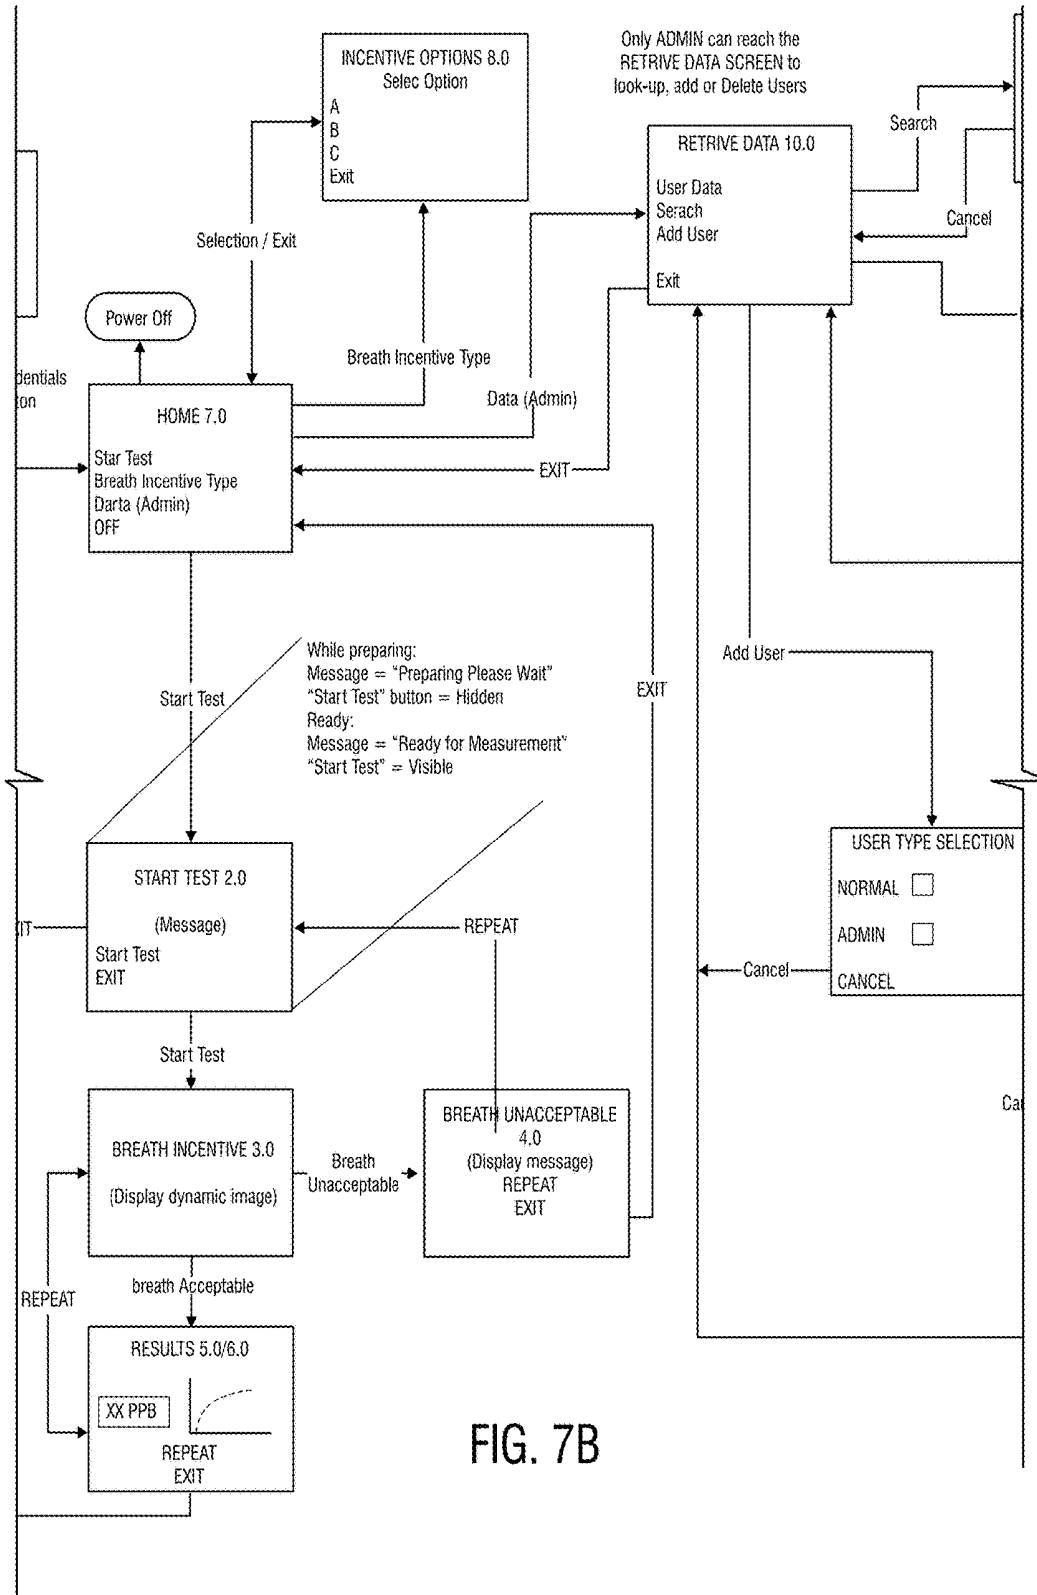 INCENTIVE OPTIONS 8.0
Selec Option
A
B
C
Exit
Only ADMIN can reach the
RETRIVE DATA SCREEN to
look-up, add or Delete Users
Search
RETRIVE DATA 10.0
User Data
Serach
Add User
Exit
Cancel
Selection / Exit
Power Off
Breath Incentive Type
dentials
on
Data (Admin)
HOME 7.0
Star Test
Breath Incentive Type
Darta (Admin)
OFF
EXIT
While preparing:
Message = “Preparing Please Wait”
“Start Test” button = Hidden
Ready:
Message = “Ready for Measurement”
“Start Test” = Visible
Add User
EXIT
Start Test
USER TYPE SELECTION
NORMAL
ADMIN
CANCEL
Cancel
START TEST 2.0
(Message)
Start Test
EXIT
IT
REPEAT
Start Test
BREATH INCENTIVE 3.0
(Display dynamic image)
Breath
Unacceptable
BREATH UNACCEPTABLE
4.0
(Display message)
REPEAT
EXIT
Ca
breath Acceptable
REPEAT
RESULTS 5.0/6.0
XX PPB
REPEAT
EXIT
FIG. 7B